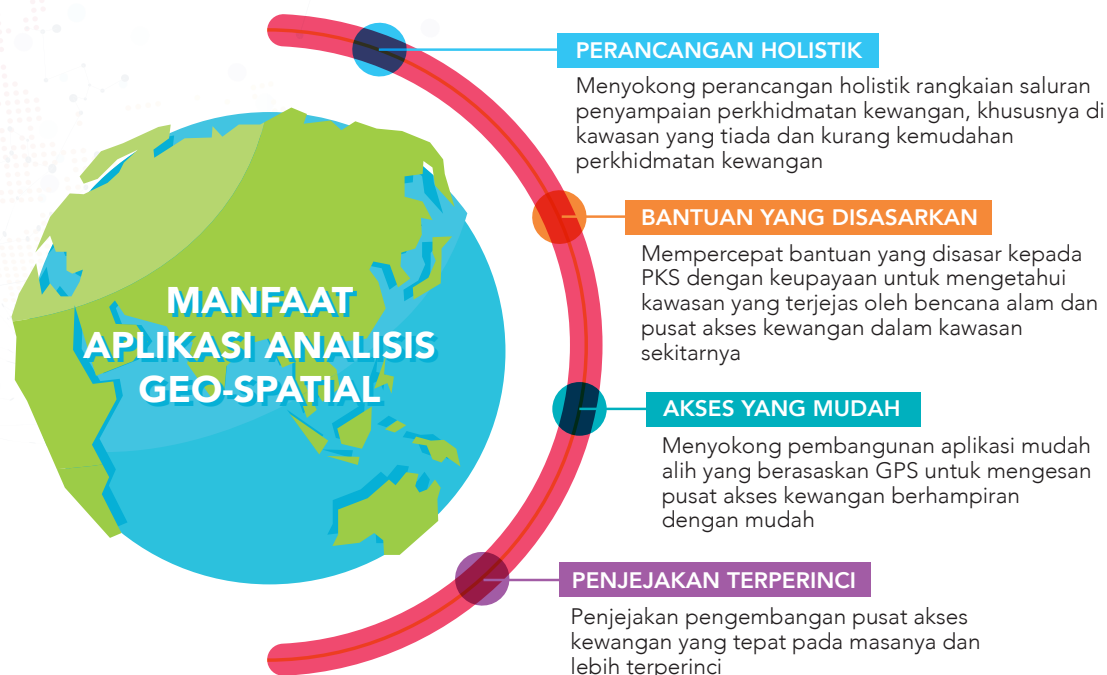 MANFAAT
APLIKASI ANALISIS
GEO-SPATIAL
PERANCANGAN HOLISTIK
Menyokong perancangan holistik rangkaian saluran
penyampaian perkhidmatan kewangan, khususnya di
kawasan yang tiada dan kurang kemudahan
perkhidmatan kewangan
BANTUAN YANG DISASARKAN
Mempercepat bantuan yang disasar kepada
PKS dengan keupayaan untuk mengetahui
kawasan yang terjejas oleh bencana alam dan
pusat akses kewangan dalam kawasan
sekitarnya
AKSES YANG MUDAH
Menyokong pembangunan aplikasi mudah
alih yang berasaskan GPS untuk mengesan
pusat akses kewangan berhampiran
dengan mudah
PENJEJAKAN TERPERINCI
Penjejakan pengembangan pusat akses
kewangan yang tepat pada masanya dan
lebih terperinci